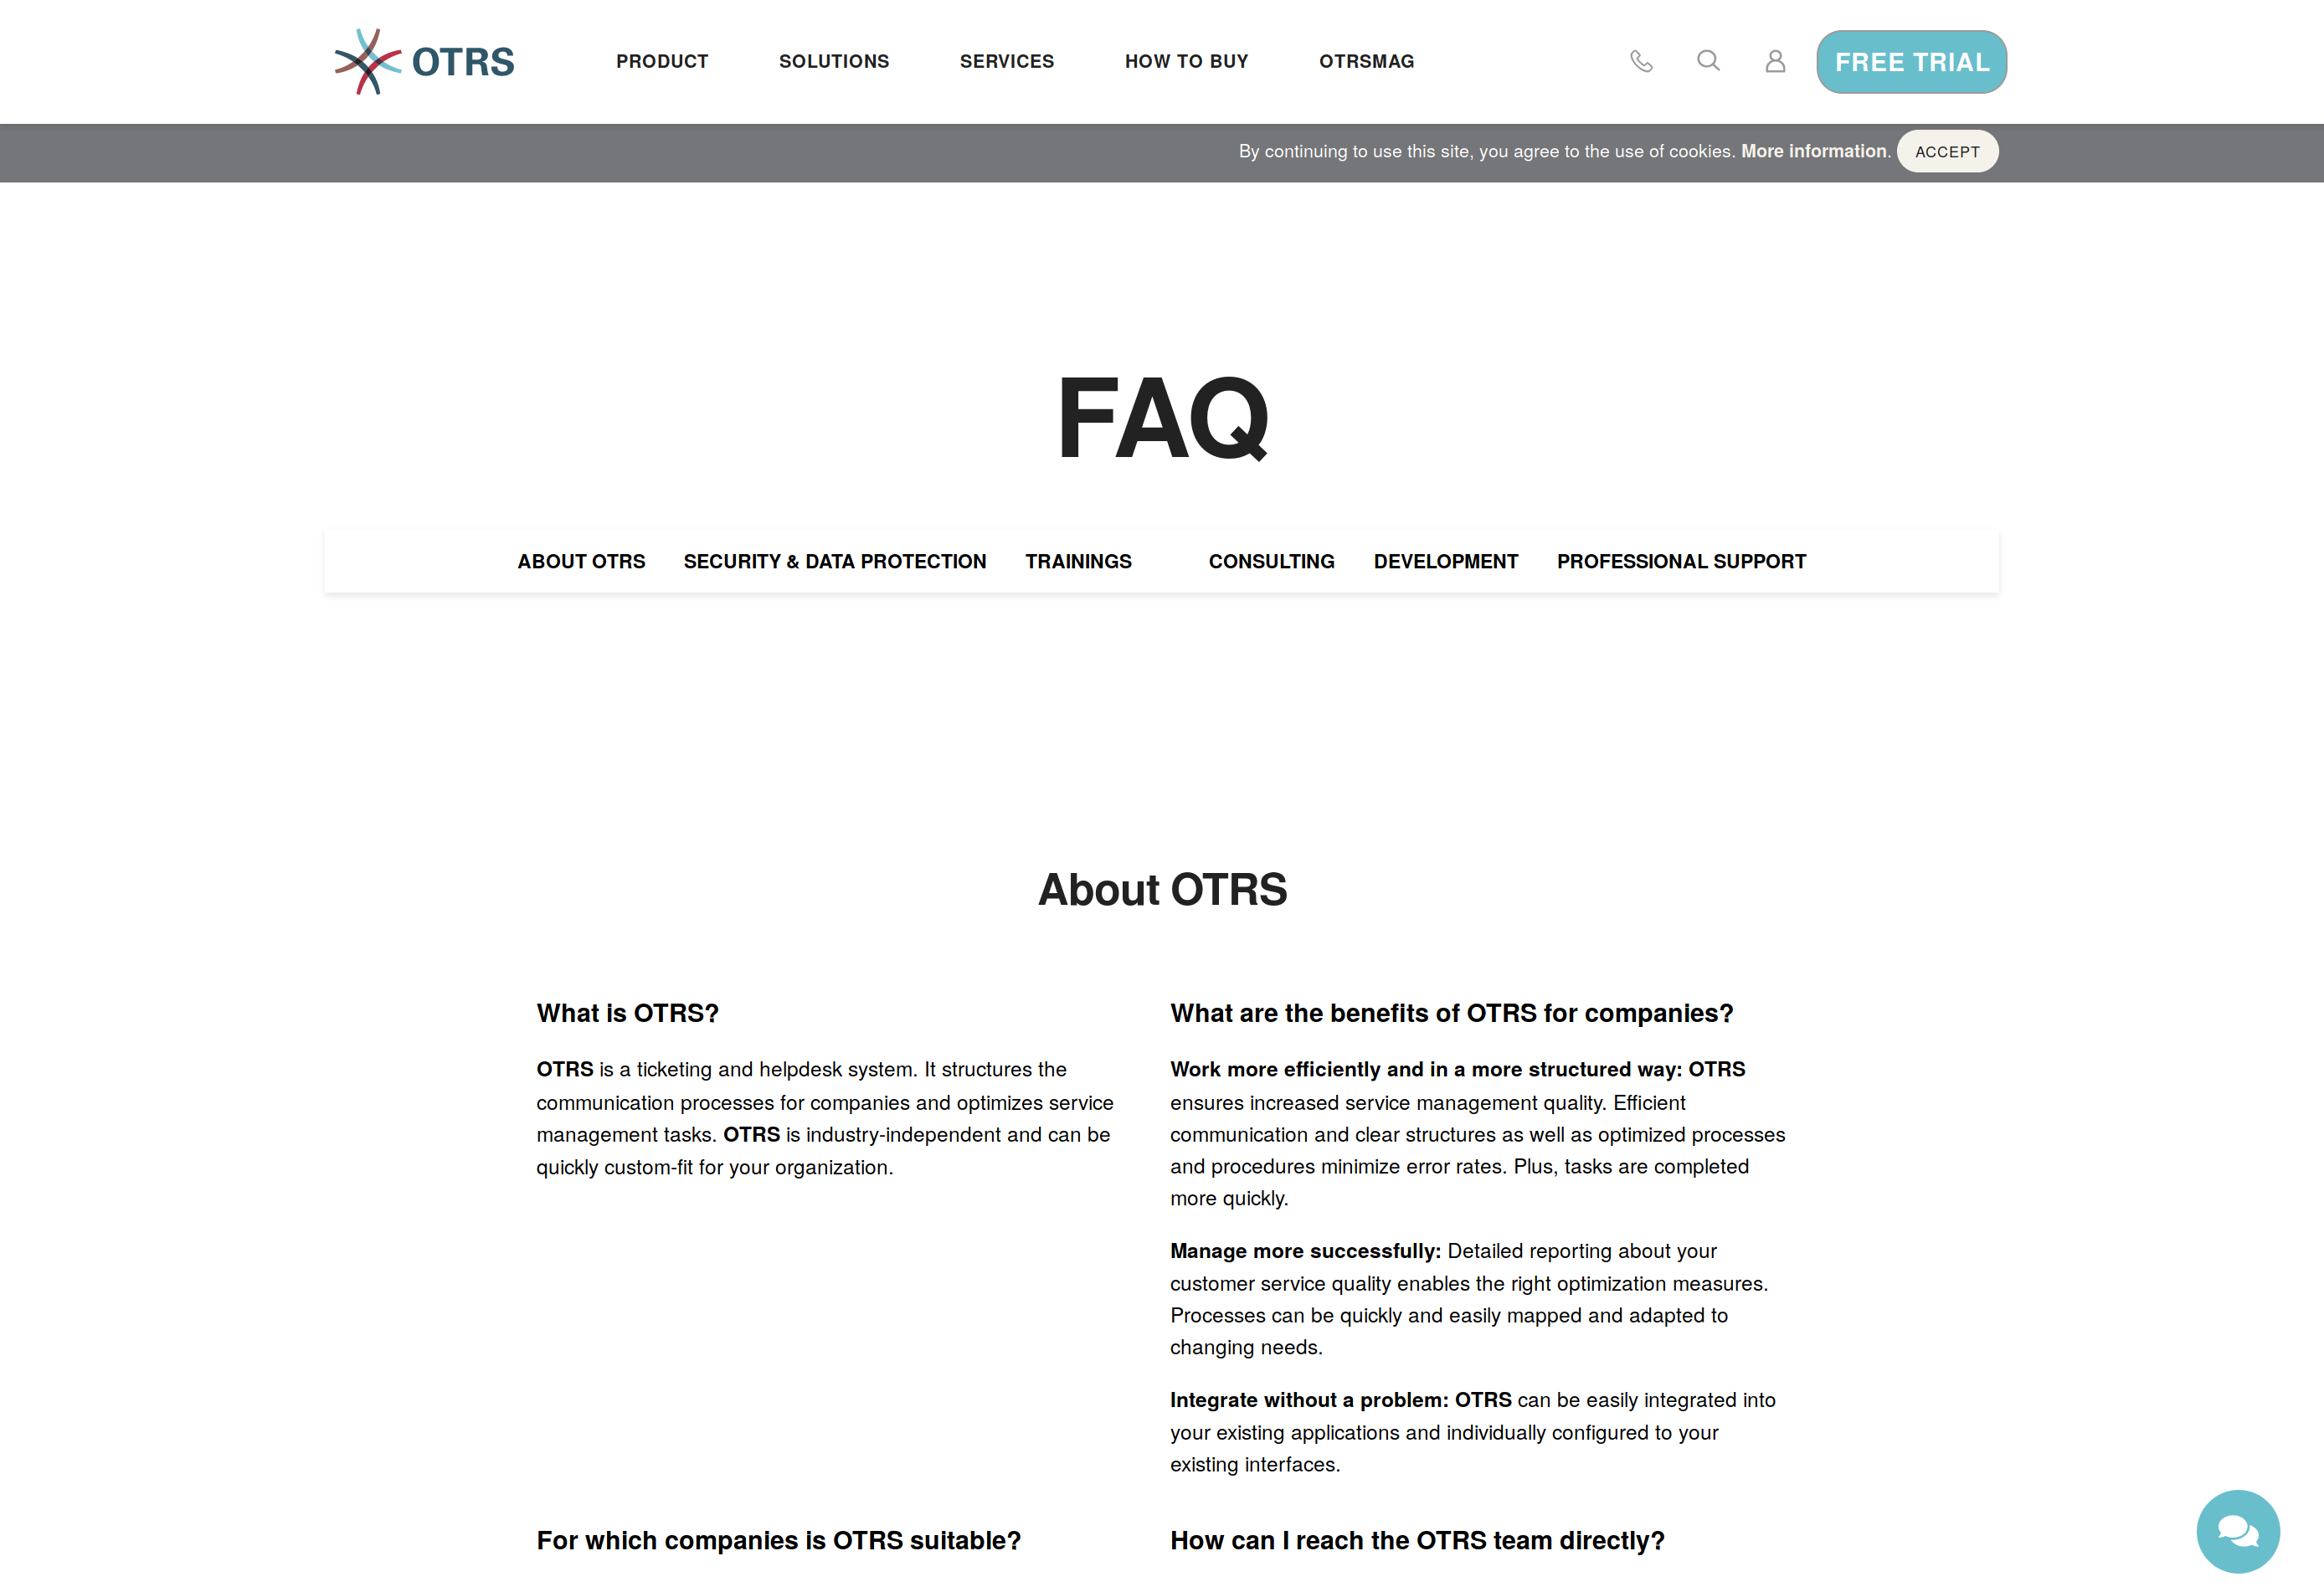 OTRS
PRODUCT
SOLUTIONS
SERVICES
HOW TO BUY
OTRSMAG
FREE TRIAL
By continuing to use this site, you agree to the use of cookies. More information.
ACCEPT
FAQ
ABOUT OTRS
SECURITY & DATA PROTECTION
TRAININGS
CONSULTING
DEVELOPMENT
PROFESSIONAL SUPPORT
About OTRS
What is OTRS?
OTRS is a ticketing and helpdesk system. It structures the
communication processes for companies and optimizes service
management tasks. OTRS is industry-independent and can be
quickly custom-fit for your organization.
What are the benefits of OTRS for companies?
Work more efficiently and in a more structured way: OTRS
ensures increased service management quality. Efficient
communication and clear structures as well as optimized processes
and procedures minimize error rates. Plus, tasks are completed
more quickly.
Manage more successfully: Detailed reporting about your
customer service quality enables the right optimization measures.
Processes can be quickly and easily mapped and adapted to
changing needs.
Integrate without a problem: OTRS can be easily integrated into
your existing applications and individually configured to your
existing interfaces.
For which companies is OTRS suitable?
How can I reach the OTRS team directly?